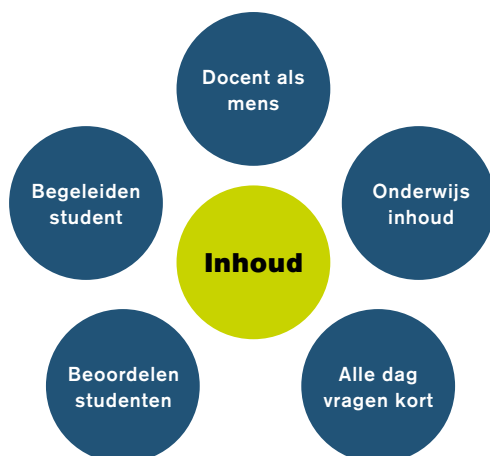 Docent als
mens
Begeleiden
student
Onderwijs
inhoud
Inhoud
Beoordelen
studenten
Alle dag
vragen kort